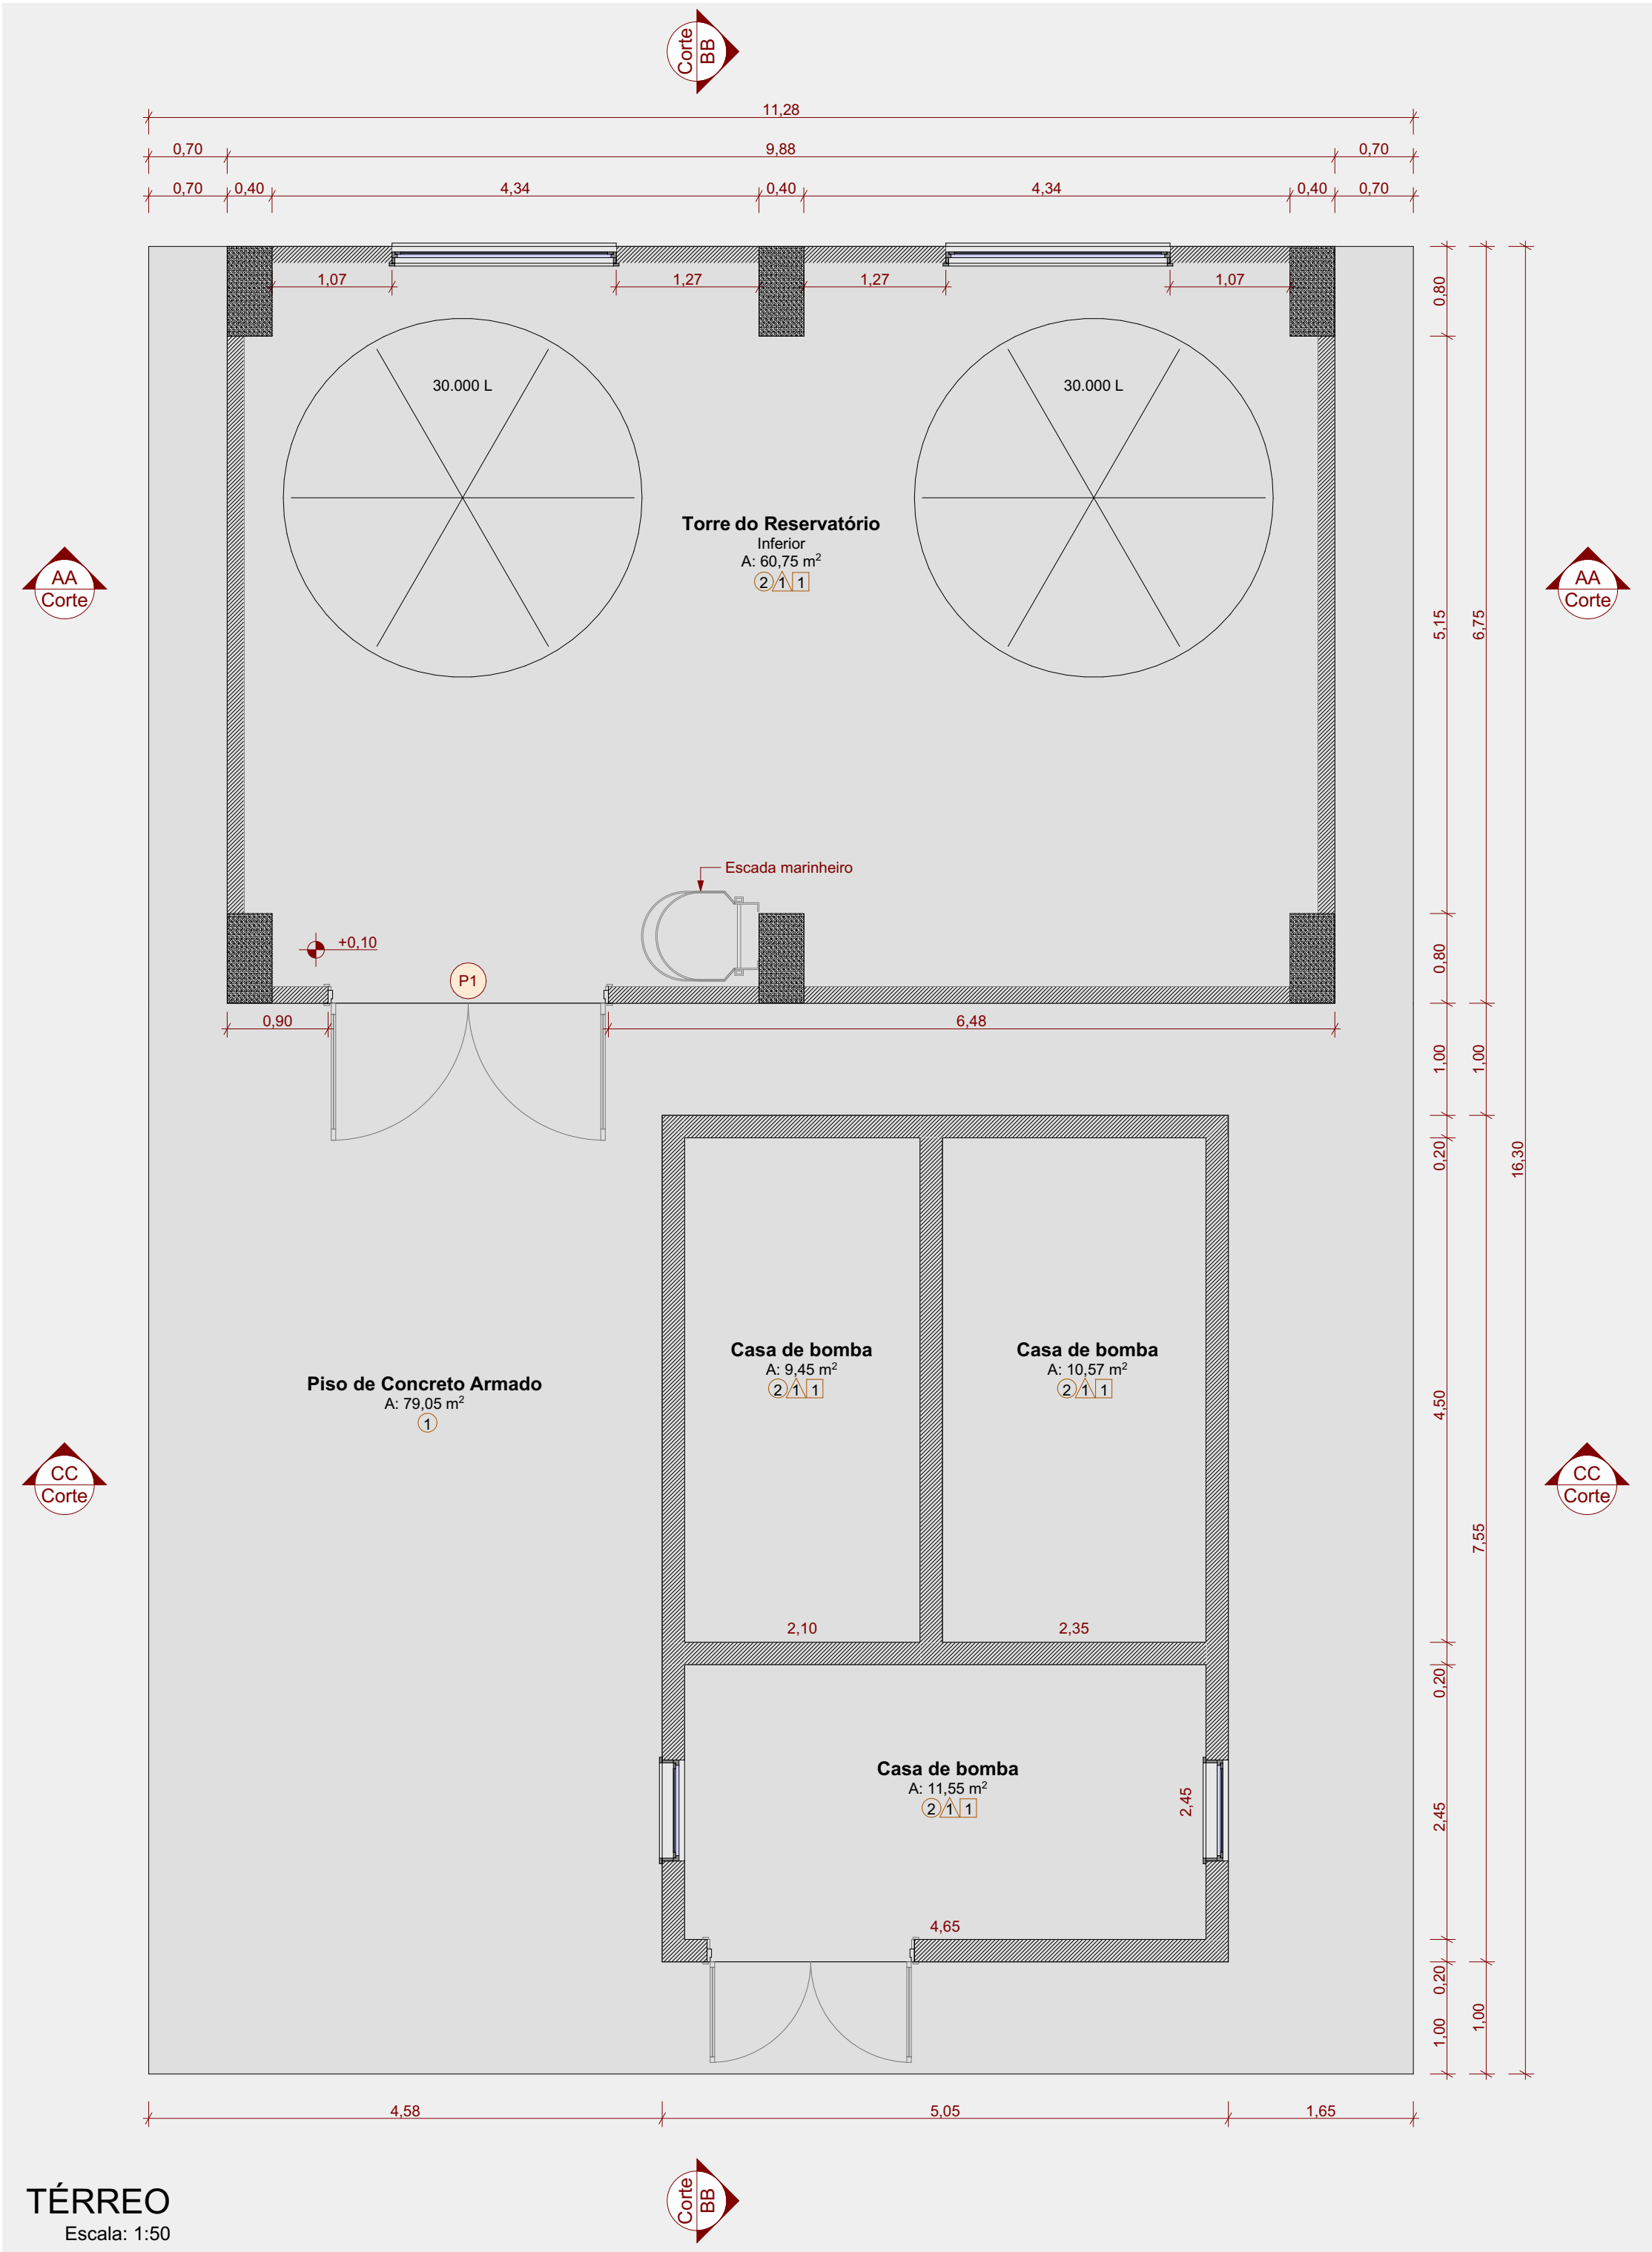 Corte
BB
11,28
0,70
9,88
0,70
0,70
0,40
4,34
0,40
4,34
0,40
0,70
1,07
1,27
1,27
1,07
0,80
30.000 L
30.000 L
Torre do Reservatório
Inferior
A: 60,75 m²
2 1 1
AA
Corte
AA
Corte
5,15
6,75
Escada marinheiro
+0,10
P1
0,80
0,90
6,48
1,00
1,00
0,20
16,30
Casa de bomba
A: 9,45 m²
2 1 1
Casa de bomba
A: 10,57 m²
2 1 1
Piso de Concreto Armado
A: 79,05 m²
1
4,50
CC
Corte
CC
Corte
7,55
2,10
2,35
0,20
Casa de bomba
A: 11,55 m²
2 1 1
2,45
2,45
4,65
0,20
1,00
1,00
4,58
5,05
1,65
Corte
BB
TÉRREO
Escala: 1:50